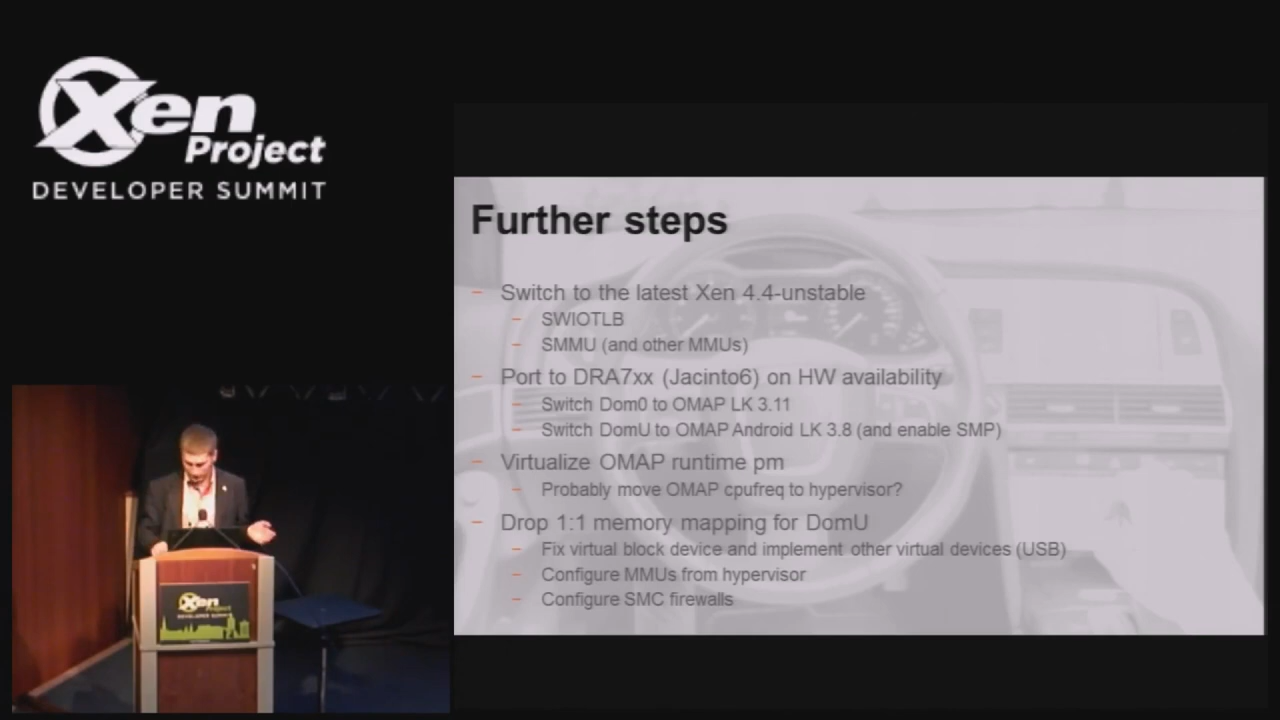 Xen
Project
DEVELOPER SUMMIT
Further steps
– Switch to the latest Xen 4.4-unstable
– SWIOTLB
– SMMU (and other MMUs)
– Port to DRA7xx (Jacinto6) on HW availability
– Switch Dom0 to OMAP LK 3.11
– Switch DomU to OMAP Android LK 3.8 (and enable SMP)
– Virtualize OMAP runtime pm
– Probably move OMAP cpufreq to hypervisor?
– Drop 1:1 memory mapping for DomU
– Fix virtual block device and implement other virtual devices (USB)
– Configure MMUs from hypervisor
– Configure SMC firewalls
Xen
Project
DEVELOPER SUMMIT